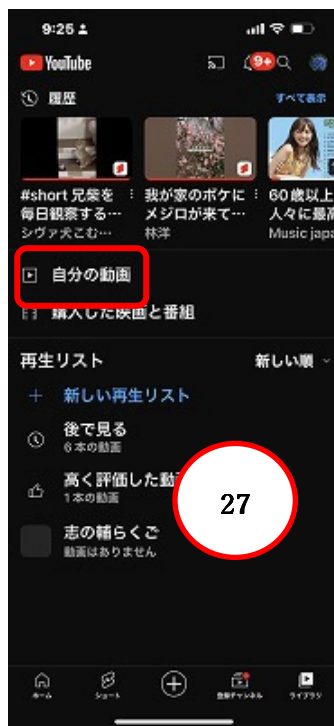 9:26
YouTube
9+
履歴
すべて表示
#short 兄柴を
毎日観察する…
シヴァ犬こむ…
我が家のボケに
メジロが来て…
林洋
60歳以上
人々に最高
Music japa
自分の動画
購入した映画と番組
再生リスト
新しい順
新しい再生リスト
後で見る
6本の動画
高く評価した動
1本の動画
27
志の輔らくご
動画はありません
ホーム
ショート
登録チャンネル
ライブラリ